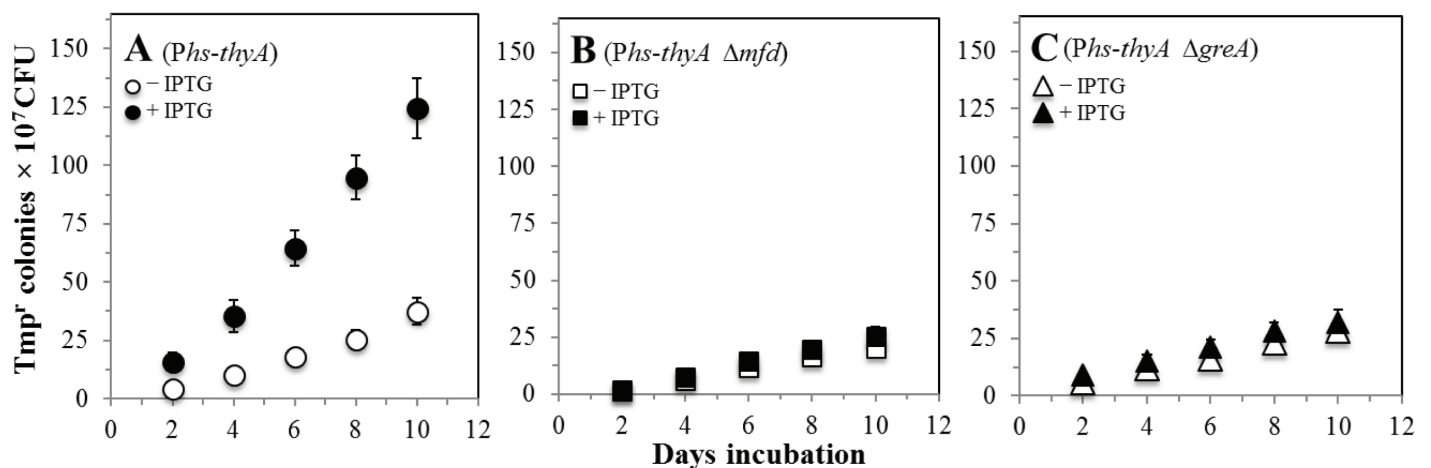 Tmpʳ colonies × 10⁷ CFU
150
125
100
75
50
25
0
A (Phs-thyA)
− IPTG
+ IPTG
0 2 4 6 8 10 12
150
125
100
75
50
25
0
B (Phs-thyA Δmfd)
− IPTG
+ IPTG
0 2 4 6 8 10 12
150
125
100
75
50
25
0
C (Phs-thyA ΔgreA)
− IPTG
+ IPTG
0 2 4 6 8 10 12
Days incubation